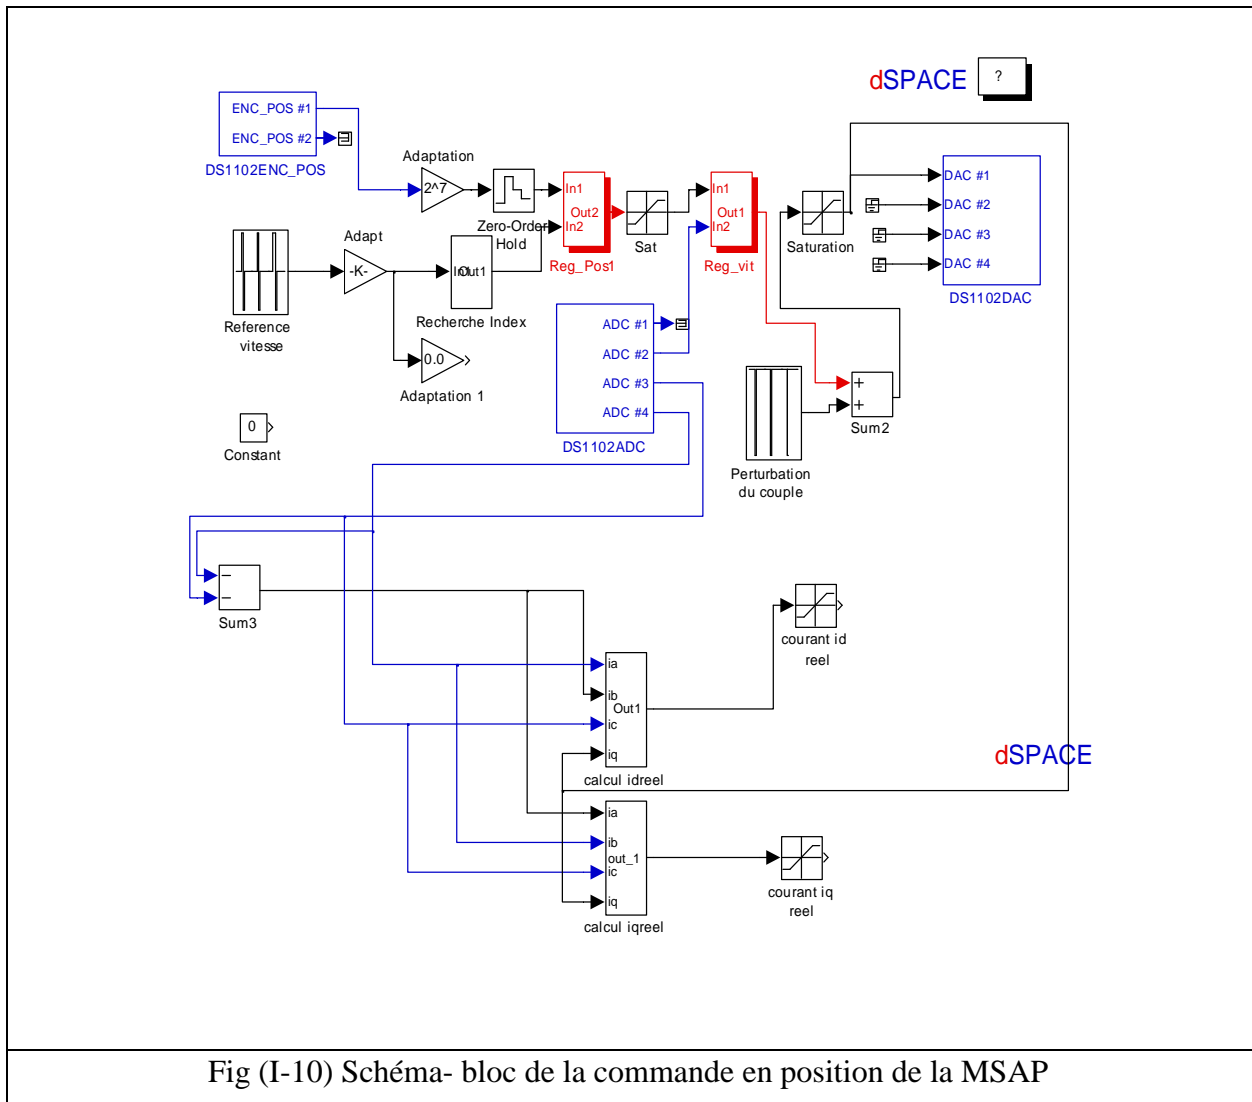 dSPACE
?
ENC_POS #1
ENC_POS #2
DS1102ENC_POS
Adaptation
2^7
Zero-Order
Hold
In1
Out2
In2
Reg_Pos1
Sat
In1
Out1
In2
Reg_vit
Saturation
DAC #1
DAC #2
DAC #3
DAC #4
DS1102DAC
Reference
vitesse
Adapt
-K-
In1
Out1
Recherche Index
0.0
Adaptation 1
ADC #1
ADC #2
ADC #3
ADC #4
DS1102ADC
Perturbation
du couple
+
+
Sum2
0
Constant
−
−
Sum3
ia
ib
Out1
ic
iq
calcul idreel
courant id
reel
dSPACE
ia
ib
out_1
ic
iq
calcul iqreel
courant iq
reel
Fig (I-10) Schéma- bloc de la commande en position de la MSAP